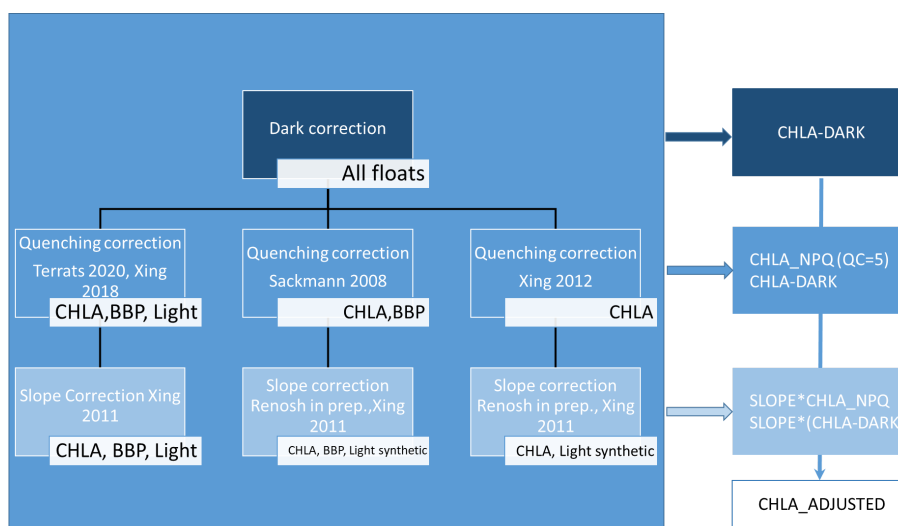 Dark correction
All floats
CHLA-DARK
Quenching correction
Terrats 2020, Xing
2018
CHLA,BBP, Light
Quenching correction
Sackmann 2008
CHLA,BBP
Quenching correction
Xing 2012
CHLA
CHLA_NPQ (QC=5)
CHLA-DARK
Slope Correction Xing
2011
CHLA, BBP, Light
Slope correction
Renosh in prep.,Xing
2011
CHLA, BBP, Light synthetic
Slope correction
Renosh in prep., Xing
2011
CHLA, Light synthetic
SLOPE*CHLA_NPQ
SLOPE*(CHLA-DARK
CHLA_ADJUSTED